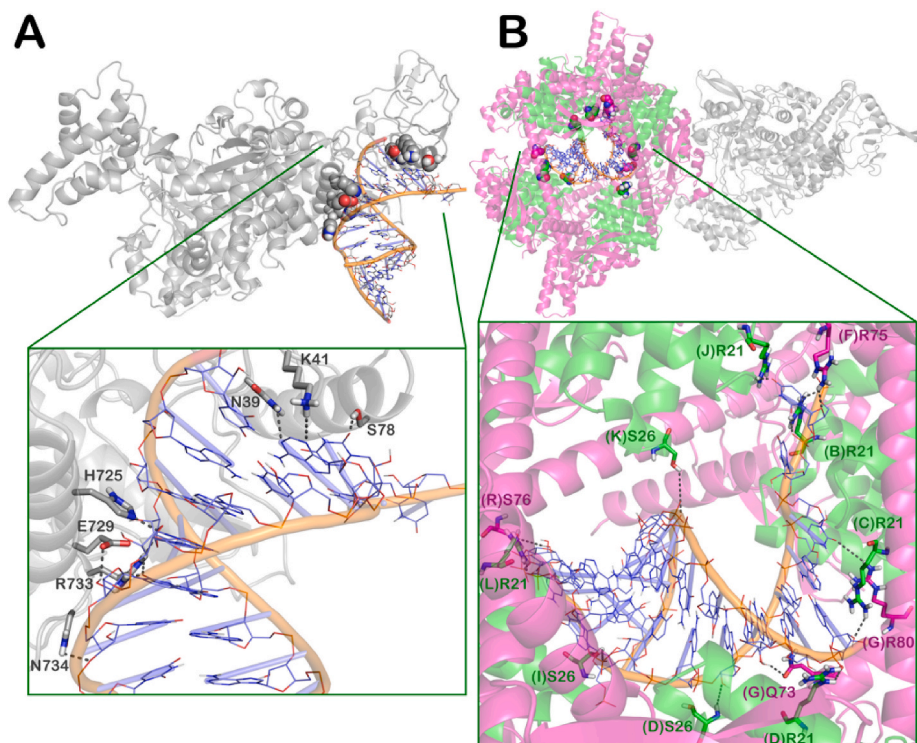 A
B
K41
N39
S78
H725
E729
R733
N734
(J)R21
(F)R75
(K)S26
(B)R21
(R)S76
(C)R21
(L)R21
(G)R80
(I)S26
(G)Q73
(D)S26
(D)R21